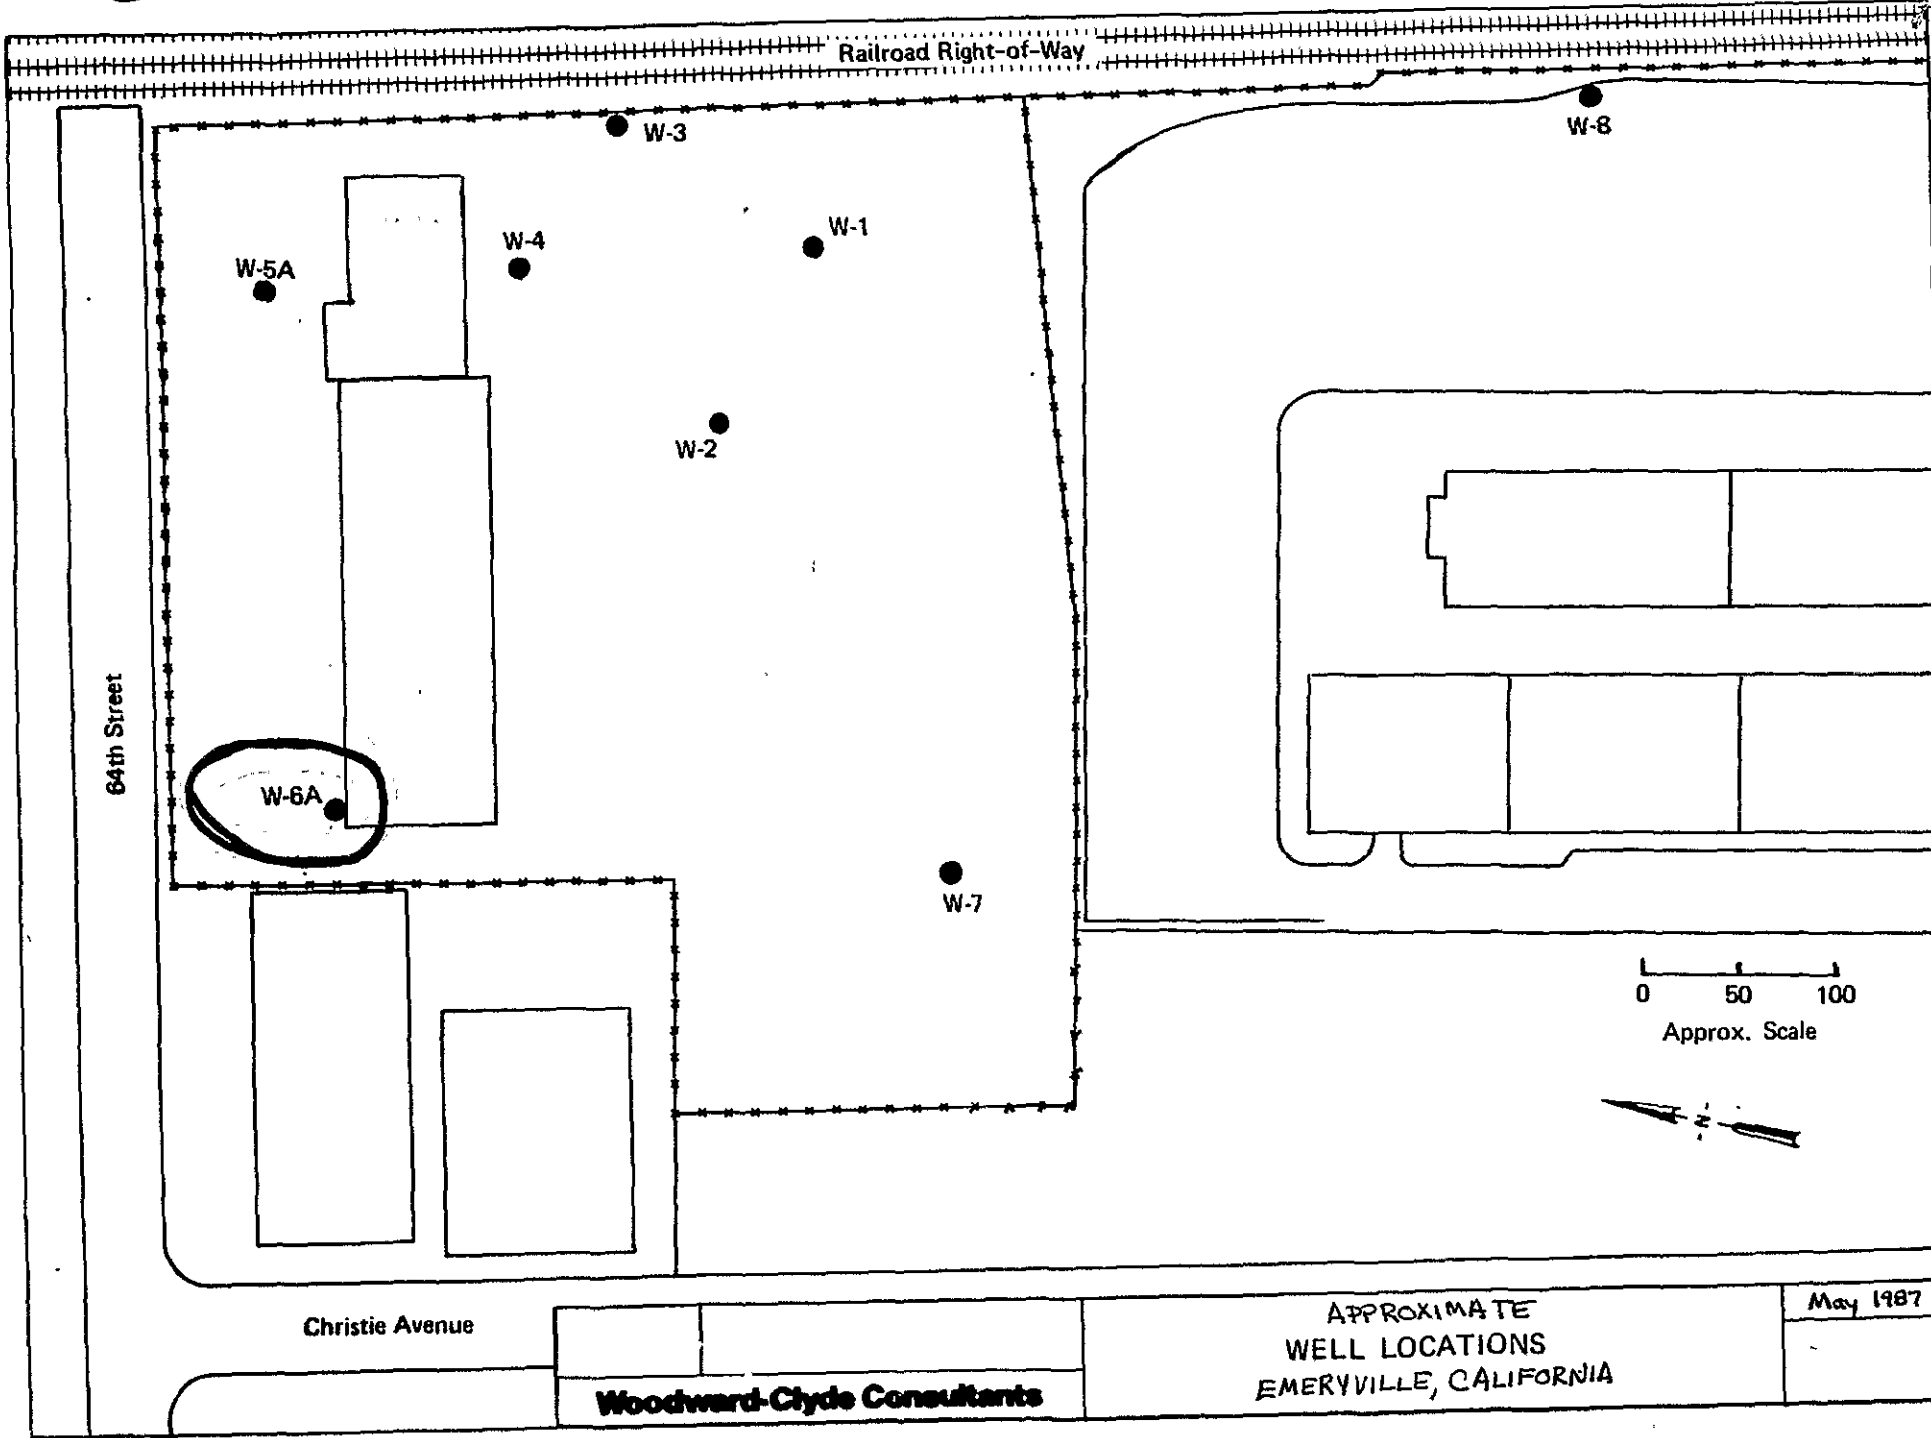 Railroad Right-of-Way
W-3
W-8
W-1
W-4
W-5A
W-2
64th Street
W-6A
W-7
0 50 100
Approx. Scale
N
Christie Avenue
Woodward-Clyde Consultants
APPROXIMATE
WELL LOCATIONS
EMERYVILLE, CALIFORNIA
May 1987